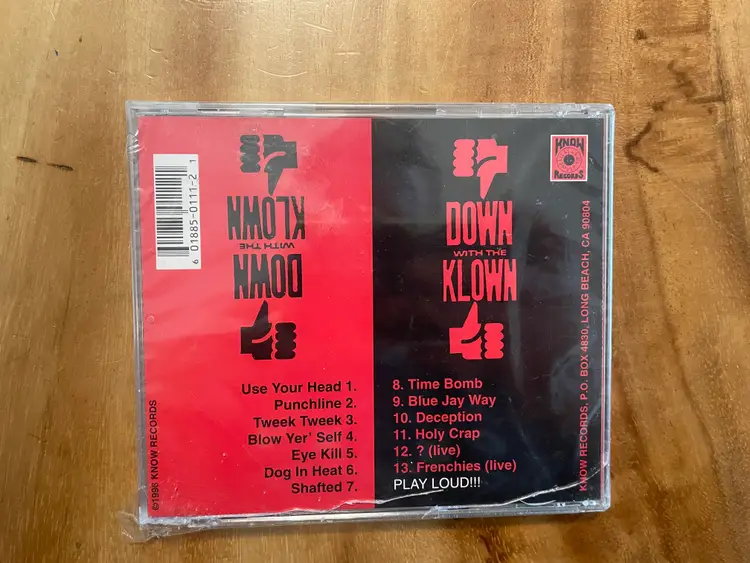 6 01885-0111-2 1
DOWN
WITH THE
KLOWN
DOWN
WITH THE
KLOWN
KNOW
RECORDS
Use Your Head 1.
Punchline 2.
Tweek Tweek 3.
Blow Yer' Self 4.
Eye Kill 5.
Dog In Heat 6.
Shafted 7.
8. Time Bomb
9. Blue Jay Way
10. Deception
11. Holy Crap
12. ? (live)
13. Frenchies (live)
PLAY LOUD!!!
©1996 KNOW RECORDS
KNOW RECORDS, P.O. BOX 4830, LONG BEACH, CA 90804